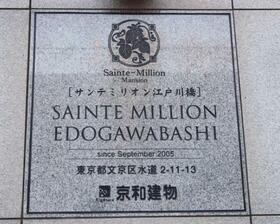 Sainte-Million
Mansion
[サンテミリオン江戸川橋]
SAINTE MILLION
EDOGAWABASHI
since September 2005
東京都文京区水道 2-11-13
京和建物